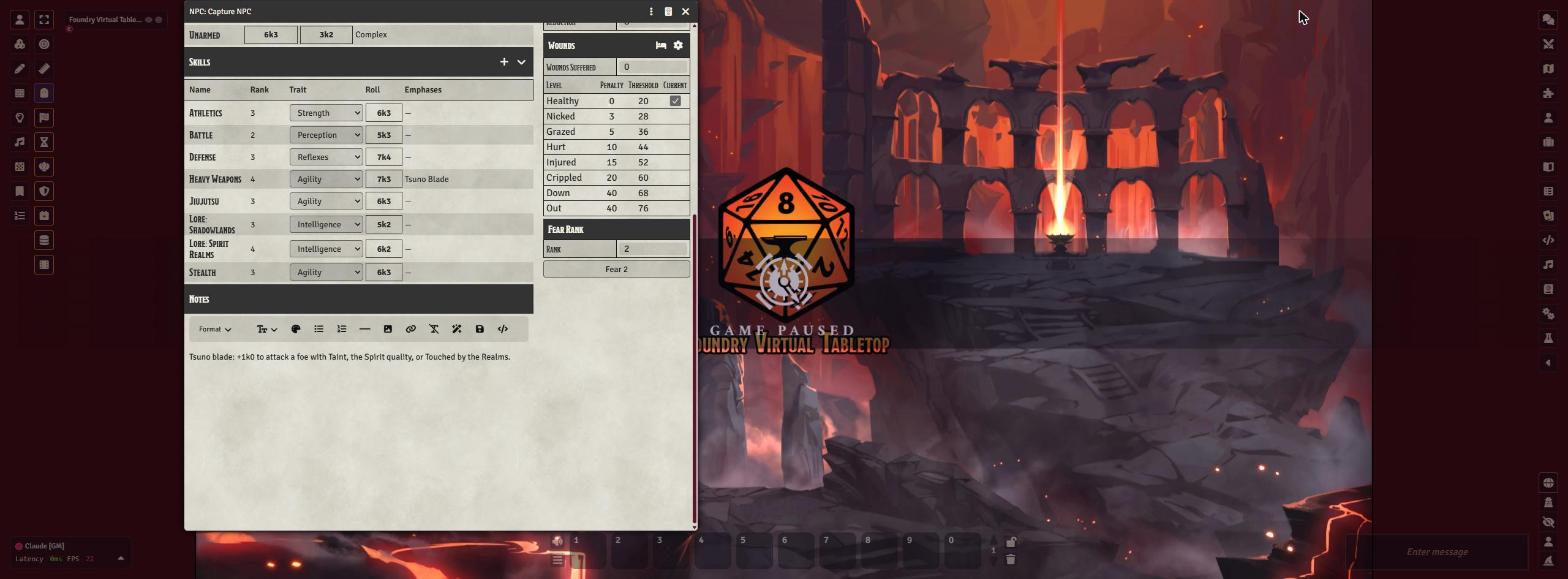 Foundry Virtual Table...
NPC: Capture NPC
UNARMED 6k3 3k2 Complex
SKILLS
Name Rank Trait Roll Emphases
ATHLETICS 3 Strength 6k3 —
BATTLE 2 Perception 5k3 —
DEFENSE 3 Reflexes 7k4 —
HEAVY WEAPONS 4 Agility 7k3 Tsuno Blade
JIUJUTSU 3 Agility 6k3 —
LORE: SHADOWLANDS 3 Intelligence 5k2 —
LORE: SPIRIT REALMS 4 Intelligence 6k2 —
STEALTH 3 Agility 6k3 —
NOTES
Format
Tsuno blade: +1k0 to attack a foe with Taint, the Spirit quality, or Touched by the Realms.
WOUNDS
WOUNDS SUFFERED 0
LEVEL PENALTY THRESHOLD CURRENT
Healthy 0 20
Nicked 3 28
Grazed 5 36
Hurt 10 44
Injured 15 52
Crippled 20 60
Down 40 68
Out 40 76
FEAR RANK
RANK 2
Fear 2
8
GAME PAUSED
OUNDRY VIRTUAL TABLETOP
Claude [GM]
Latency 0ms FPS 22
1 2 3 4 5 6 7 8 9 0
1
Enter message